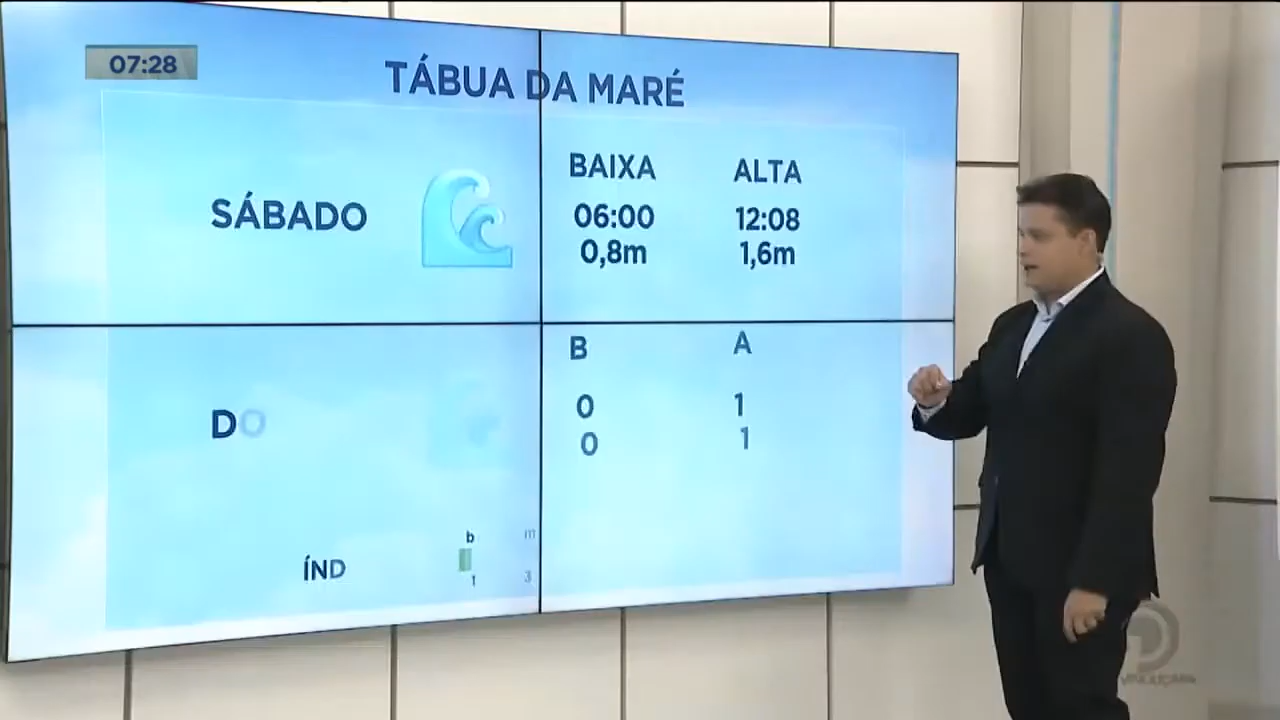 07:28
TÁBUA DA MARÉ
BAIXA ALTA
SÁBADO
06:00 12:08
0,8m 1,6m
B A
DO
0 1
0 1
b m
ÍND
1 3